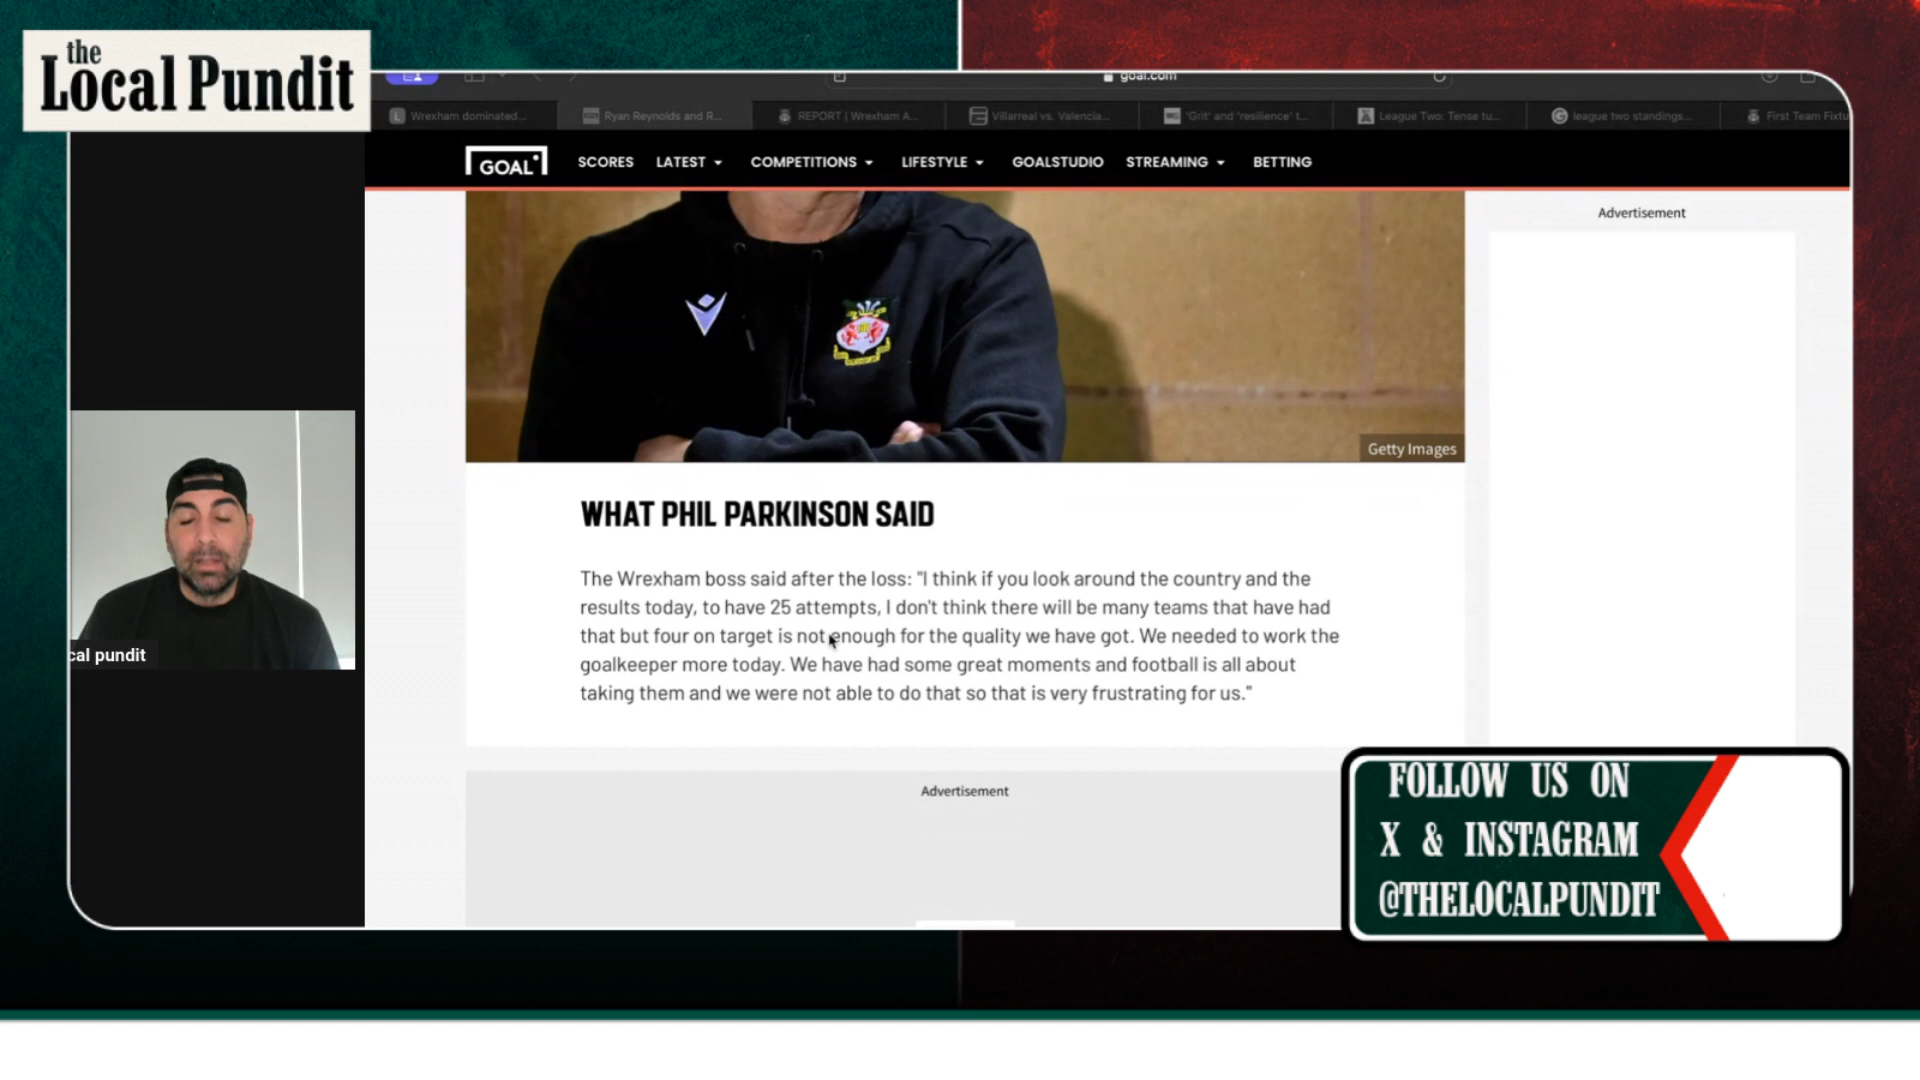 the
Local Pundit
goal.com
Wrexham dominated...
Ryan Reynolds and R...
REPORT | Wrexham A...
Villarreal vs. Valencia...
'Grit' and 'resilience' t...
League Two: Tense tu...
league two standings...
First Team Fixtu
GOAL
SCORES
LATEST
COMPETITIONS
LIFESTYLE
GOALSTUDIO
STREAMING
BETTING
Advertisement
Getty Images
WHAT PHIL PARKINSON SAID
The Wrexham boss said after the loss: "I think if you look around the country and the
results today, to have 25 attempts, I don't think there will be many teams that have had
that but four on target is not enough for the quality we have got. We needed to work the
goalkeeper more today. We have had some great moments and football is all about
taking them and we were not able to do that so that is very frustrating for us."
cal pundit
Advertisement
FOLLOW US ON
X & INSTAGRAM
@THELOCALPUNDIT